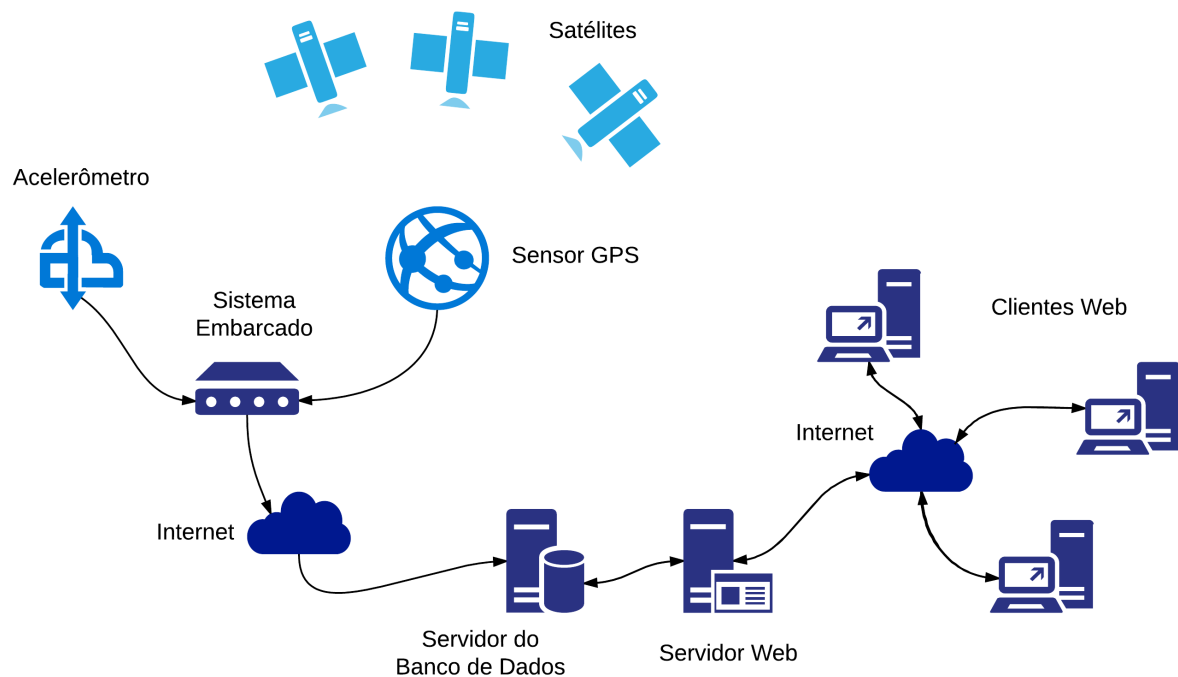 Satélites
Acelerômetro
Sensor GPS
Sistema
Embarcado
Clientes Web
Internet
Internet
Servidor do
Banco de Dados
Servidor Web